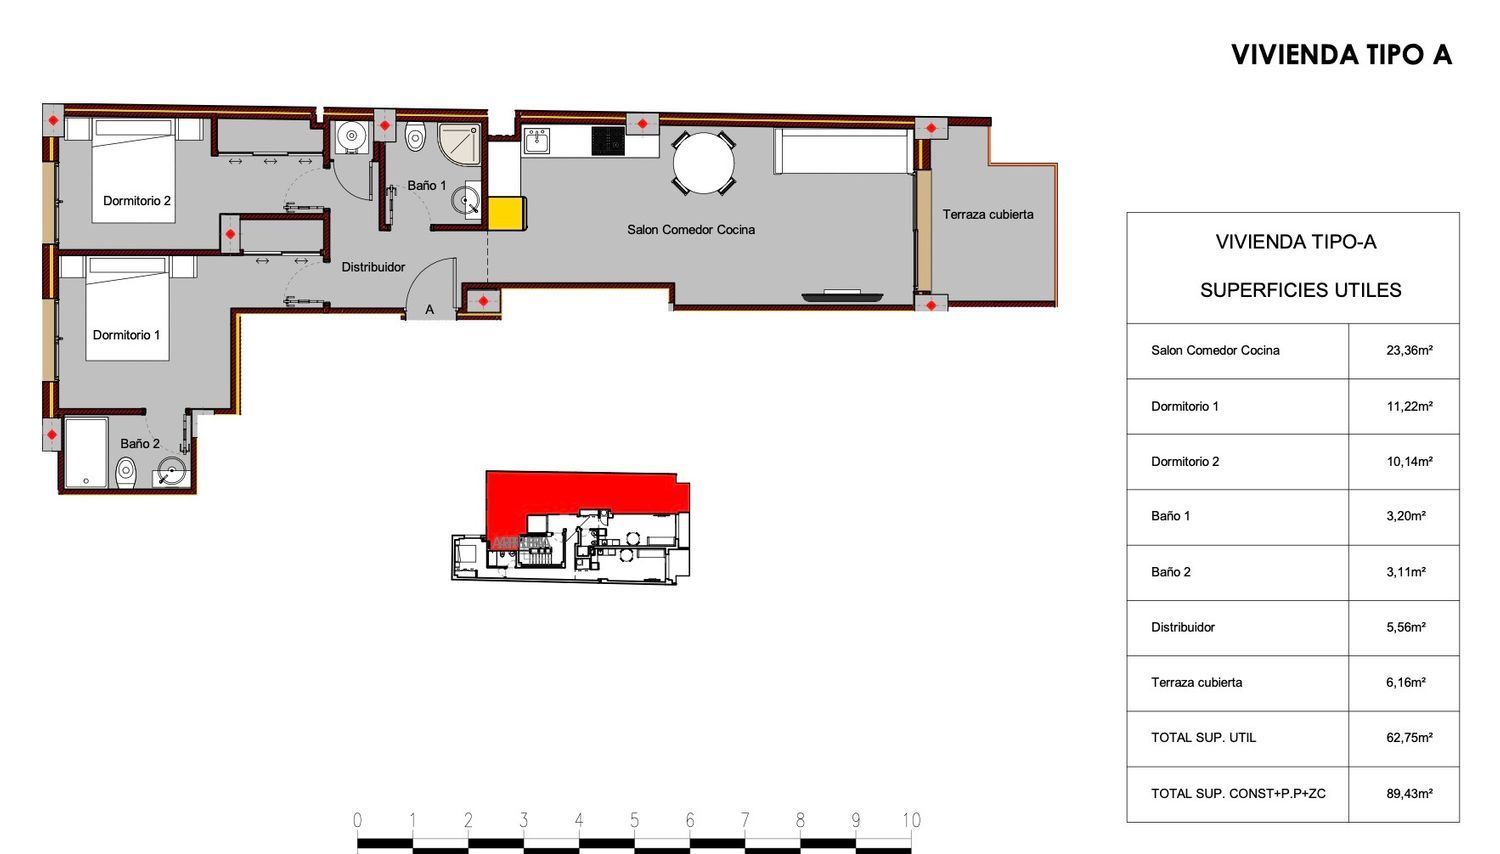 VIVIENDA TIPO A
Dormitorio 2
Baño 1
Salon Comedor Cocina
Terraza cubierta
Distribuidor
A
Dormitorio 1
Baño 2
VIVIENDA TIPO-A
SUPERFICIES UTILES
Salon Comedor Cocina 23,36m²
Dormitorio 1 11,22m²
Dormitorio 2 10,14m²
Baño 1 3,20m²
Baño 2 3,11m²
Distribuidor 5,56m²
Terraza cubierta 6,16m²
TOTAL SUP. UTIL 62,75m²
TOTAL SUP. CONST+P.P+ZC 89,43m²
0 1 2 3 4 5 6 7 8 9 10